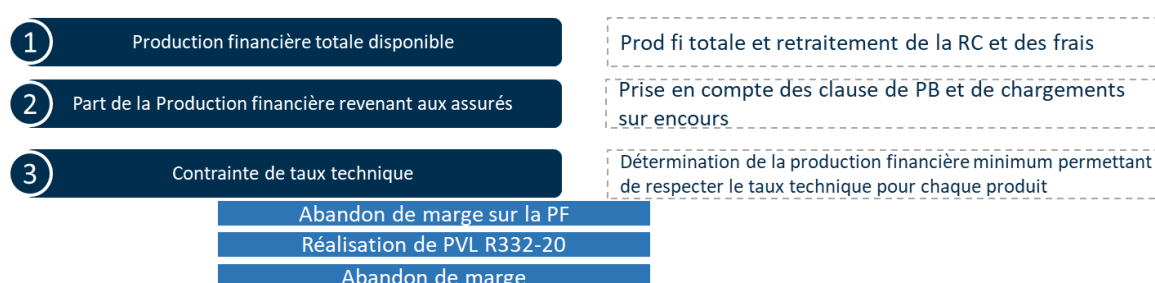 1 Production financière totale disponible
Prod fi totale et retraitement de la RC et des frais
2 Part de la Production financière revenant aux assurés
Prise en compte des clause de PB et de chargements
sur encours
3 Contrainte de taux technique
Détermination de la production financière minimum permettant
de respecter le taux technique pour chaque produit
Abandon de marge sur la PF
Réalisation de PVL R332-20
Abandon de marge